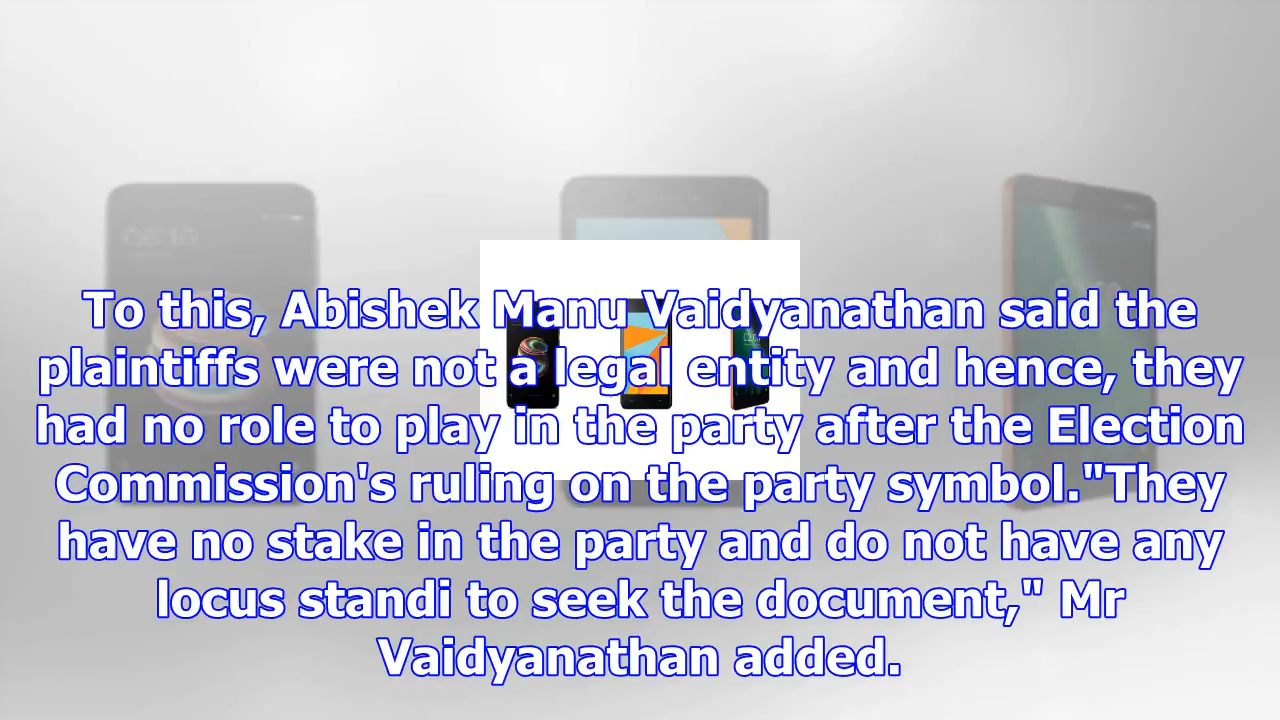 To this, Abishek Manu Vaidyanathan said the
plaintiffs were not a legal entity and hence, they
had no role to play in the party after the Election
Commission's ruling on the party symbol."They
have no stake in the party and do not have any
locus standi to seek the document," Mr
Vaidyanathan added.